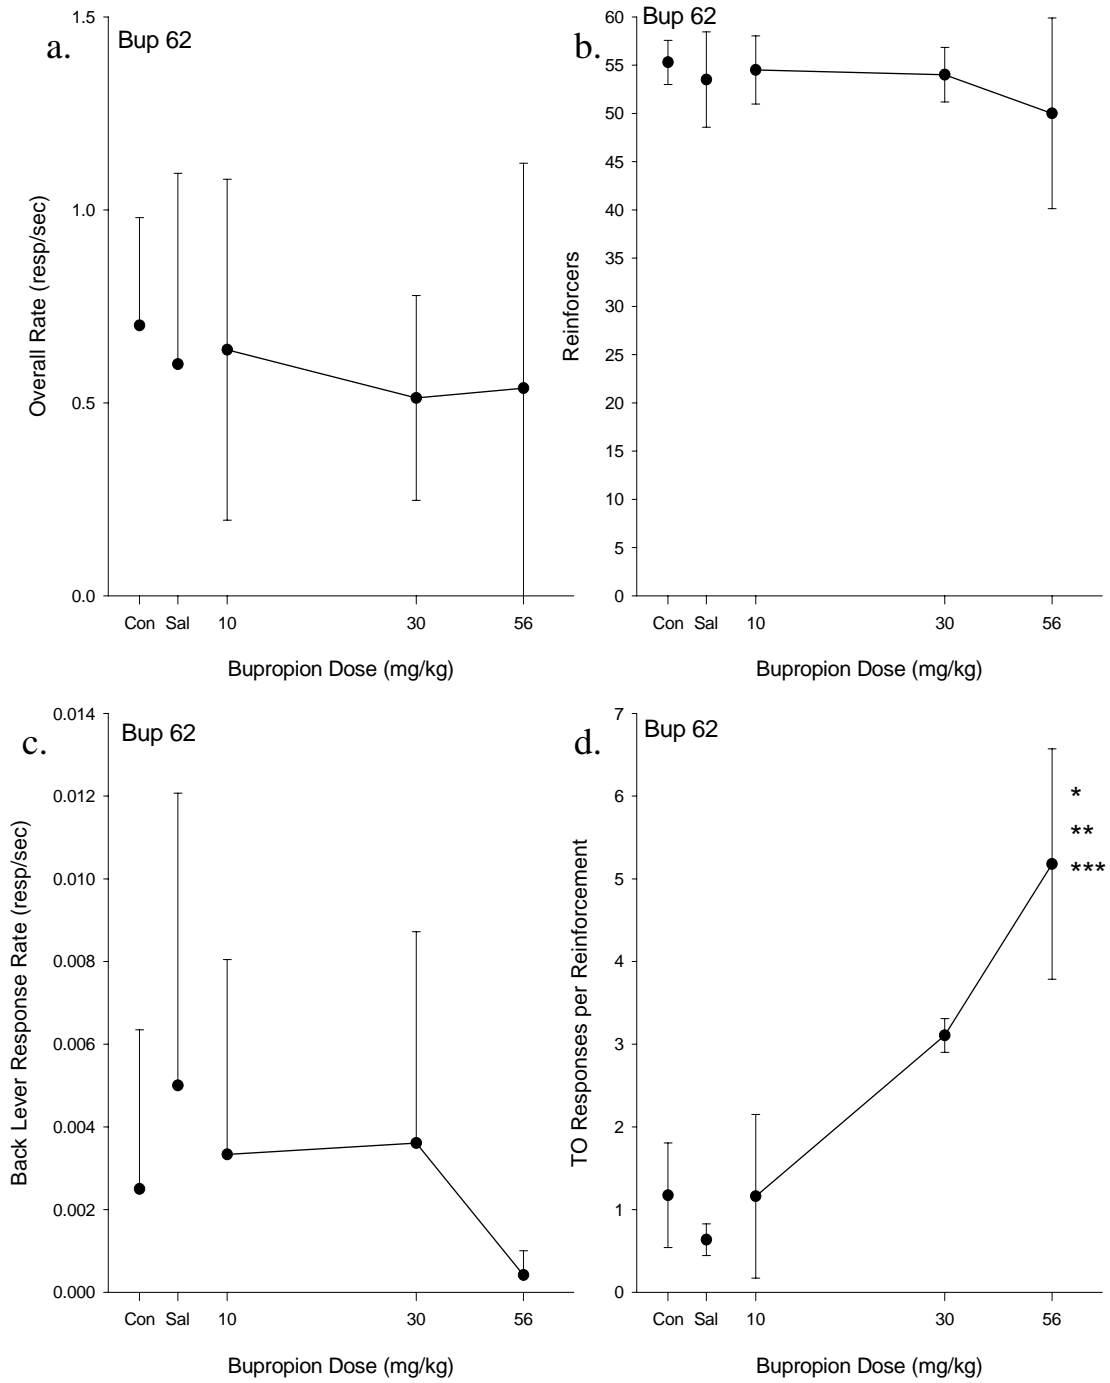 a.
Bup 62
1.5
1.0
0.5
0.0
Overall Rate (resp/sec)
Con Sal 10 30 56
Bupropion Dose (mg/kg)
b.
Bup 62
60
55
50
45
40
35
30
25
20
15
10
5
0
Reinforcers
Con Sal 10 30 56
Bupropion Dose (mg/kg)
c.
Bup 62
0.014
0.012
0.010
0.008
0.006
0.004
0.002
0.000
Back Lever Response Rate (resp/sec)
Con Sal 10 30 56
Bupropion Dose (mg/kg)
d.
Bup 62
7
6
5
4
3
2
1
0
TO Responses per Reinforcement
*
**
***
Con Sal 10 30 56
Bupropion Dose (mg/kg)